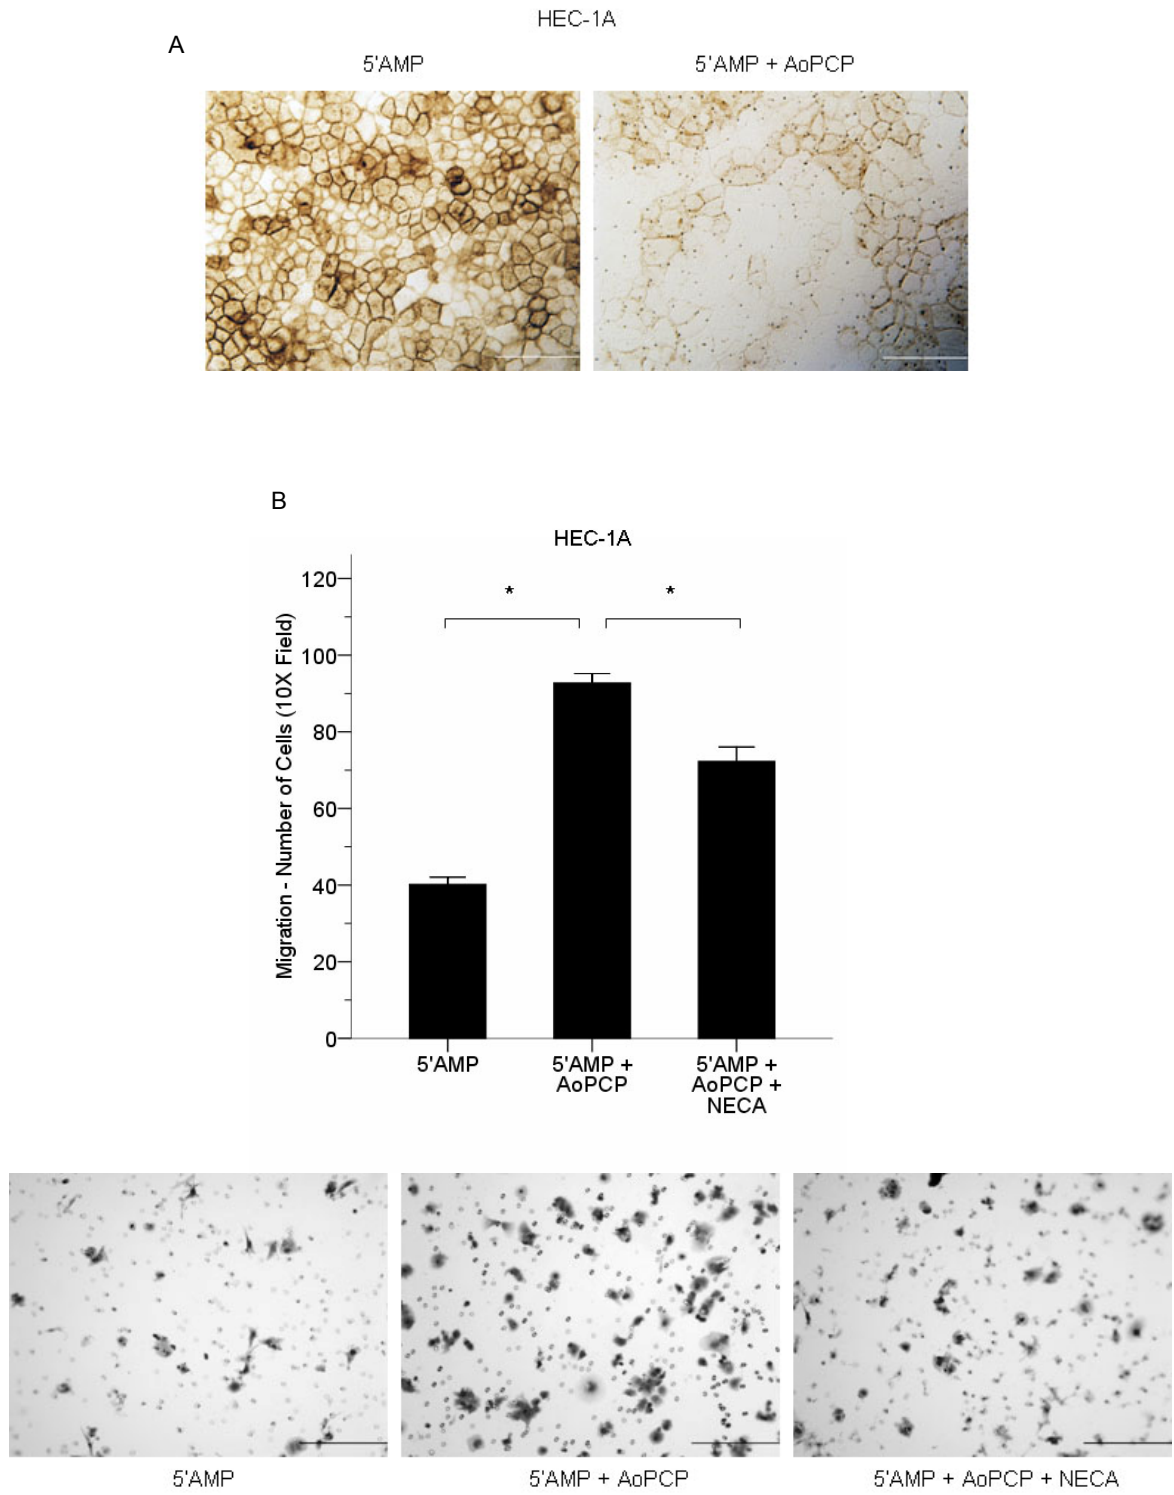 HEC-1A
A
5'AMP
5'AMP + AoPCP
B
HEC-1A
Migration - Number of Cells (10X Field)
120
100
80
60
40
20
0
*
*
5'AMP
5'AMP +
AoPCP
5'AMP +
AoPCP +
NECA
5'AMP
5'AMP + AoPCP
5'AMP + AoPCP + NECA